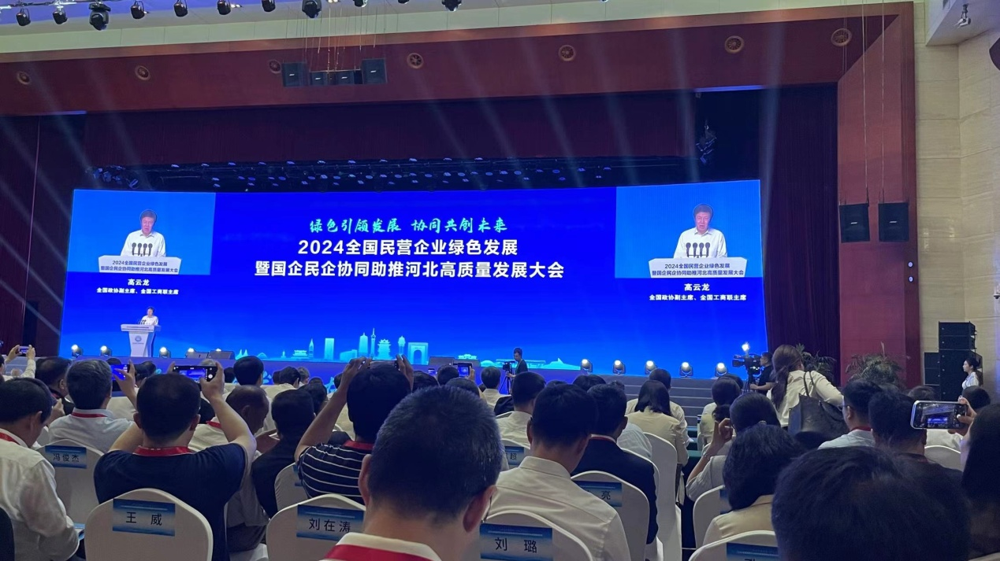 绿色引领发展 协同共创未来
2024全国民营企业绿色发展
暨国企民企协同助推河北高质量发展大会
2024全国民营企业绿色发展
暨国企民企协同助推河北高质量发展大会
高云龙
全国政协副主席、全国工商联主席
2024全国民营企业绿色发展
暨国企民企协同助推河北高质量发展大会
高云龙
全国政协副主席、全国工商联主席
冯俊杰
超
亮
王 威
刘在涛
刘 璐